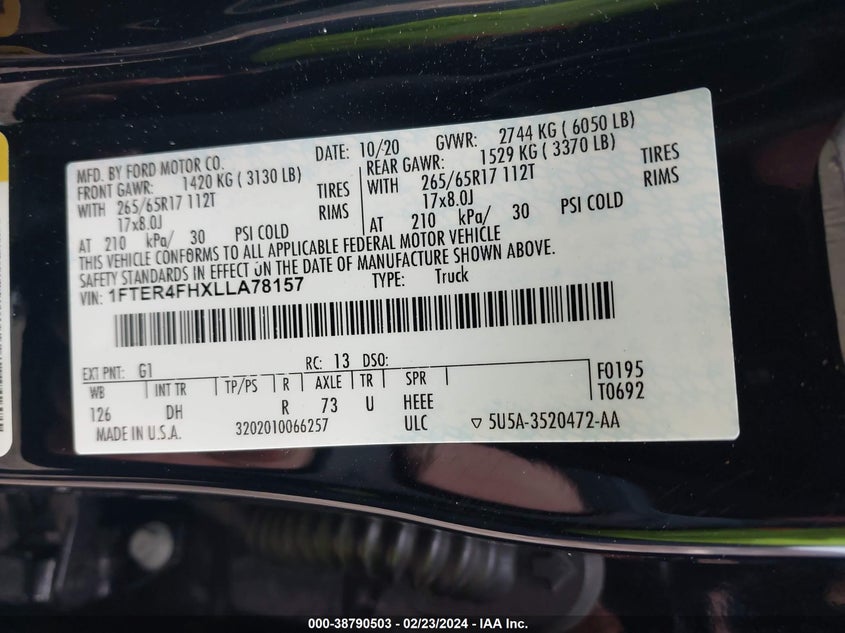 MFD. BY FORD MOTOR CO. DATE: 10/20 GVWR: 2744 KG ( 6050 LB)
FRONT GAWR: 1420 KG ( 3130 LB) REAR GAWR: 1529 KG ( 3370 LB)
WITH 265/65R17 112T TIRES WITH 265/65R17 112T TIRES
17x8.0J RIMS 17x8.0J RIMS
AT 210 kPa/ 30 PSI COLD AT 210 kPa/ 30 PSI COLD
THIS VEHICLE CONFORMS TO ALL APPLICABLE FEDERAL MOTOR VEHICLE
SAFETY STANDARDS IN EFFECT ON THE DATE OF MANUFACTURE SHOWN ABOVE.
VIN: 1FTER4FHXLLA78157 TYPE: Truck
EXT PNT: G1 RC: 13 DSO:
WB INT TR TP/PS R AXLE TR SPR F0195
126 DH R 73 U HEEE T0692
MADE IN U.S.A. 3202010066257 ULC ▽ 5U5A-3520472-AA
000-38790503 - 02/23/2024 - IAA Inc.